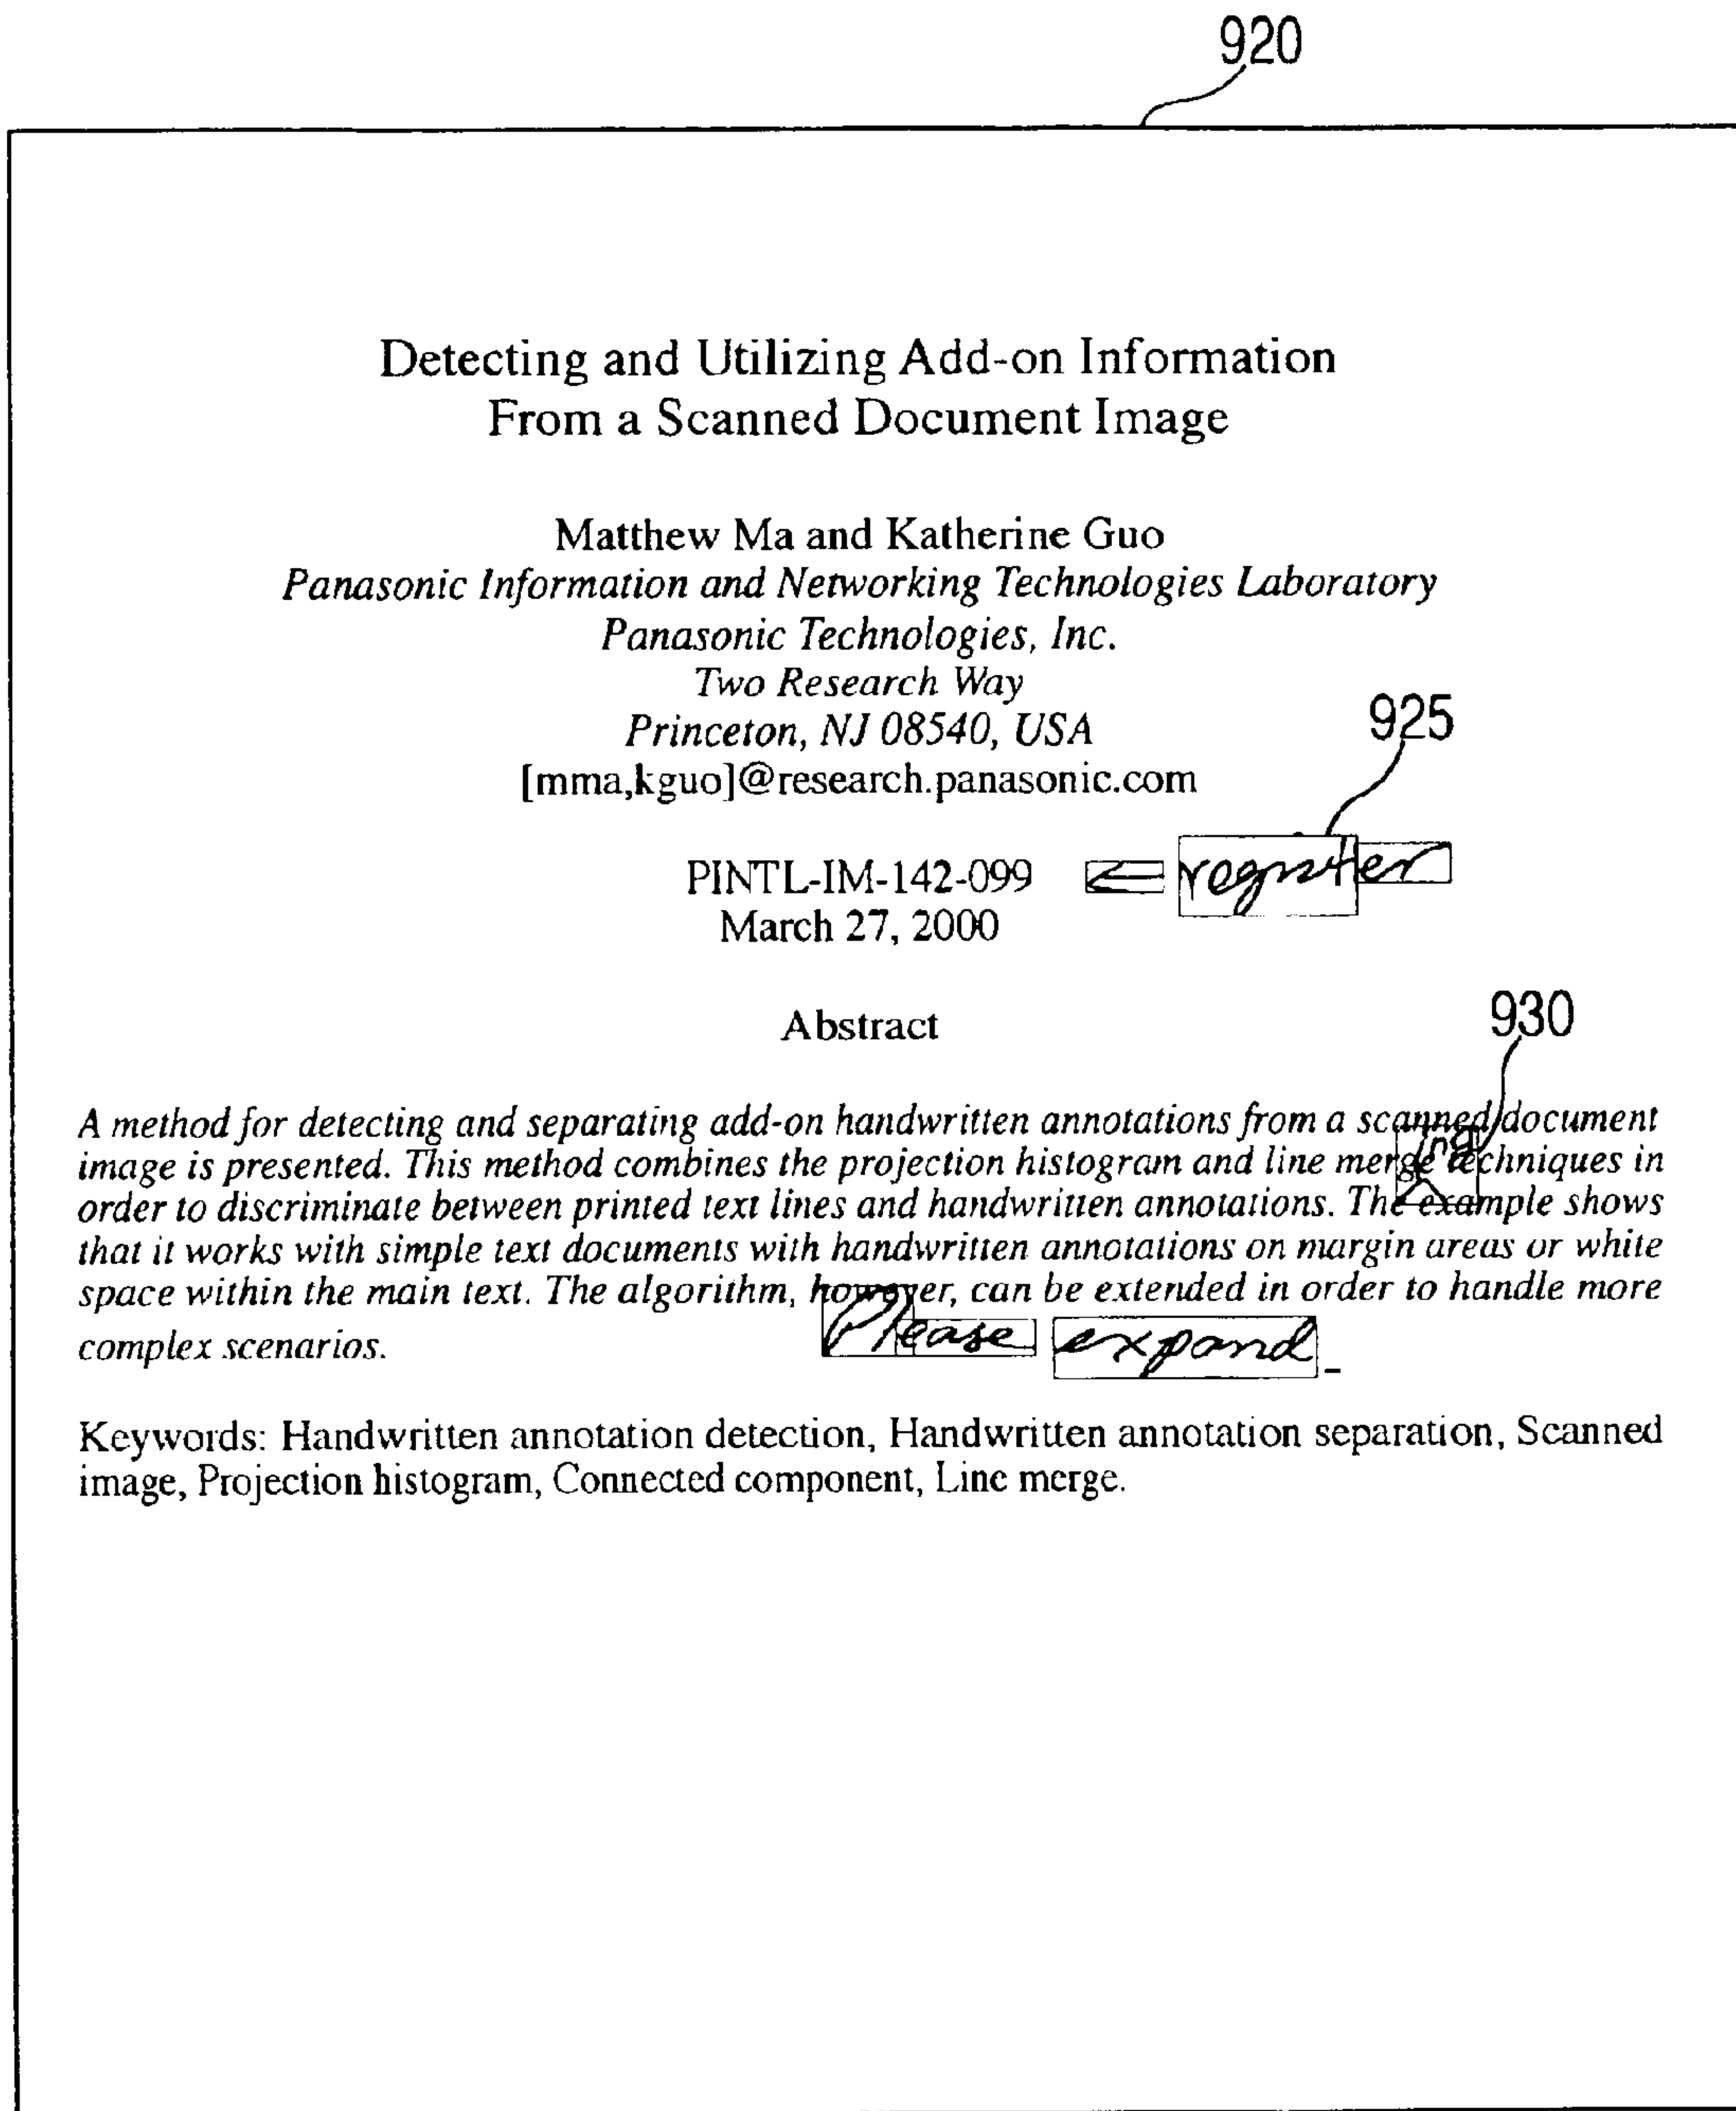 920
Detecting and Utilizing Add-on Information
From a Scanned Document Image
Matthew Ma and Katherine Guo
Panasonic Information and Networking Technologies Laboratory
Panasonic Technologies, Inc.
Two Research Way
Princeton, NJ 08540, USA
925
[mma,kguo]@research.panasonic.com
PINTL-IM-142-099 register
March 27, 2000
Abstract
930
A method for detecting and separating add-on handwritten annotations from a scanned document
ing
image is presented. This method combines the projection histogram and line merge techniques in
order to discriminate between printed text lines and handwritten annotations. The example shows
that it works with simple text documents with handwritten annotations on margin areas or white
space within the main text. The algorithm, however, can be extended in order to handle more
complex scenarios. Please expand
Keywords: Handwritten annotation detection, Handwritten annotation separation, Scanned
image, Projection histogram, Connected component, Line merge.